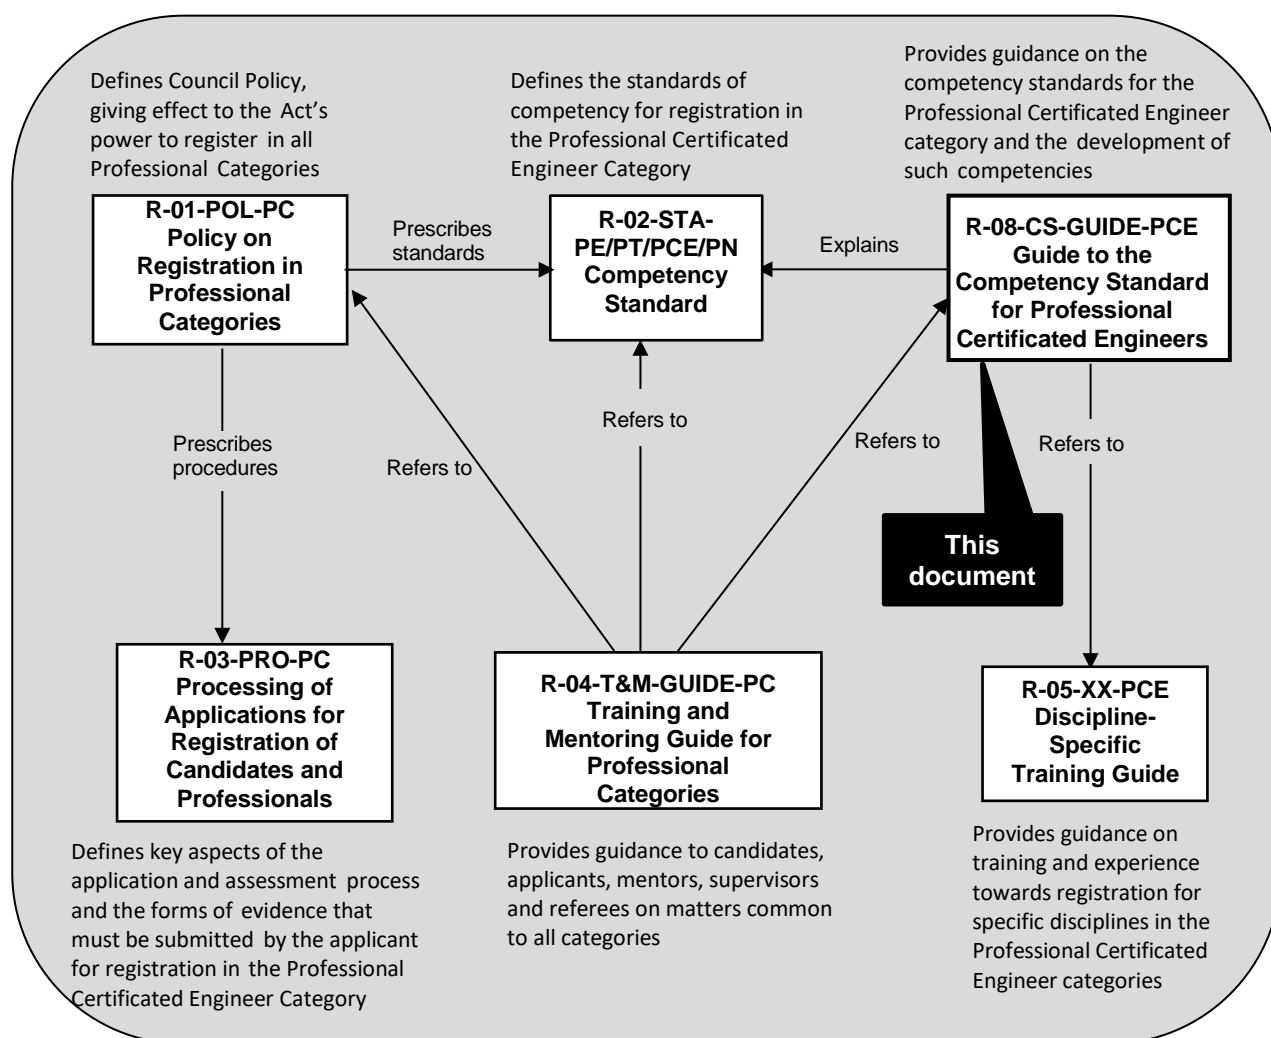 Defines Council Policy,
giving effect to the Act’s
power to register in all
Professional Categories
Defines the standards of
competency for registration in
the Professional Certificated
Engineer Category
Provides guidance on the
competency standards for the
Professional Certificated Engineer
category and the development of
such competencies
R-01-POL-PC
Policy on
Registration in
Professional
Categories
Prescribes
standards
R-02-STA-
PE/PT/PCE/PN
Competency
Standard
Explains
R-08-CS-GUIDE-PCE
Guide to the
Competency Standard
for Professional
Certificated Engineers
Prescribes
procedures
Refers to
Refers to
Refers to
Refers to
This
document
R-03-PRO-PC
Processing of
Applications for
Registration of
Candidates and
Professionals
R-04-T&M-GUIDE-PC
Training and
Mentoring Guide for
Professional
Categories
R-05-XX-PCE
Discipline-
Specific
Training Guide
Defines key aspects of the
application and assessment process
and the forms of evidence that
must be submitted by the applicant
for registration in the Professional
Certificated Engineer Category
Provides guidance to candidates,
applicants, mentors, supervisors
and referees on matters common
to all categories
Provides guidance on
training and experience
towards registration for
specific disciplines in the
Professional Certificated
Engineer categories